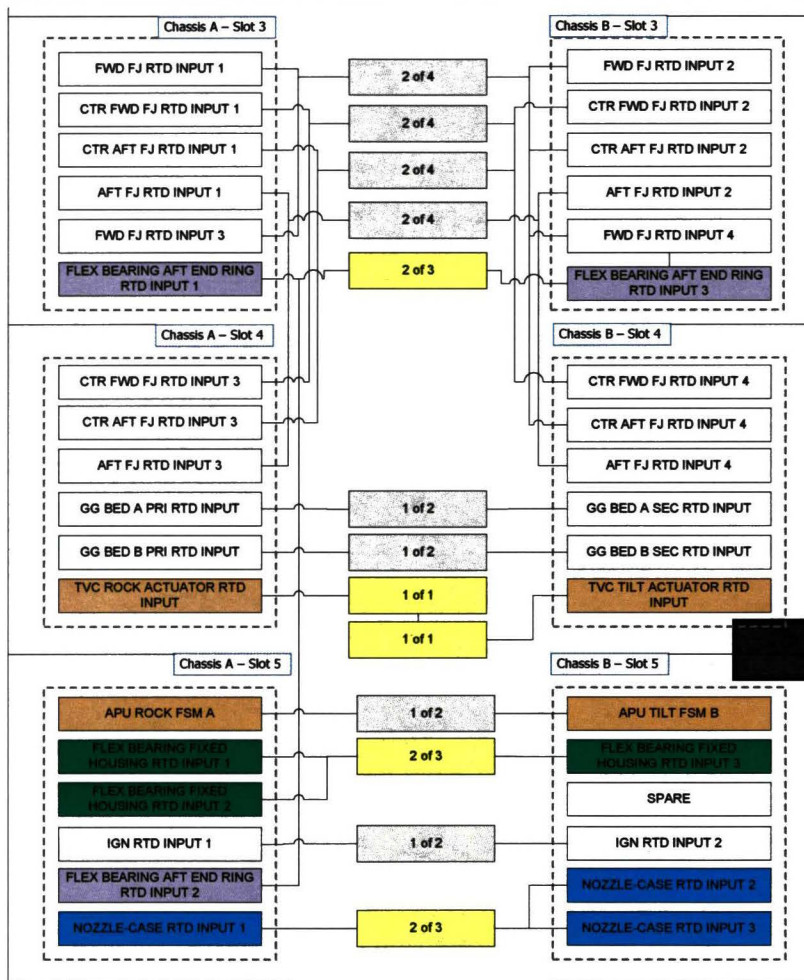 Chassis A – Slot 3
Chassis B – Slot 3
FWD FJ RTD INPUT 1
2 of 4
FWD FJ RTD INPUT 2
CTR FWD FJ RTD INPUT 1
2 of 4
CTR FWD FJ RTD INPUT 2
CTR AFT FJ RTD INPUT 1
2 of 4
CTR AFT FJ RTD INPUT 2
AFT FJ RTD INPUT 1
2 of 4
AFT FJ RTD INPUT 2
FWD FJ RTD INPUT 3
FWD FJ RTD INPUT 4
FLEX BEARING AFT END RING
RTD INPUT 1
2 of 3
FLEX BEARING AFT END RING
RTD INPUT 3
Chassis A – Slot 4
Chassis B – Slot 4
CTR FWD FJ RTD INPUT 3
CTR FWD FJ RTD INPUT 4
CTR AFT FJ RTD INPUT 3
CTR AFT FJ RTD INPUT 4
AFT FJ RTD INPUT 3
AFT FJ RTD INPUT 4
GG BED A PRI RTD INPUT
1 of 2
GG BED A SEC RTD INPUT
GG BED B PRI RTD INPUT
1 of 2
GG BED B SEC RTD INPUT
TVC ROCK ACTUATOR RTD
INPUT
1 of 1
TVC TILT ACTUATOR RTD
INPUT
1 of 1
Chassis A – Slot 5
Chassis B – Slot 5
APU ROCK FSM A
1 of 2
APU TILT FSM B
FLEX BEARING FIXED
HOUSING RTD INPUT 1
2 of 3
FLEX BEARING FIXED
HOUSING RTD INPUT 3
FLEX BEARING FIXED
HOUSING RTD INPUT 2
SPARE
IGN RTD INPUT 1
1 of 2
IGN RTD INPUT 2
FLEX BEARING AFT END RING
RTD INPUT 2
NOZZLE-CASE RTD INPUT 2
NOZZLE-CASE RTD INPUT 1
2 of 3
NOZZLE-CASE RTD INPUT 3